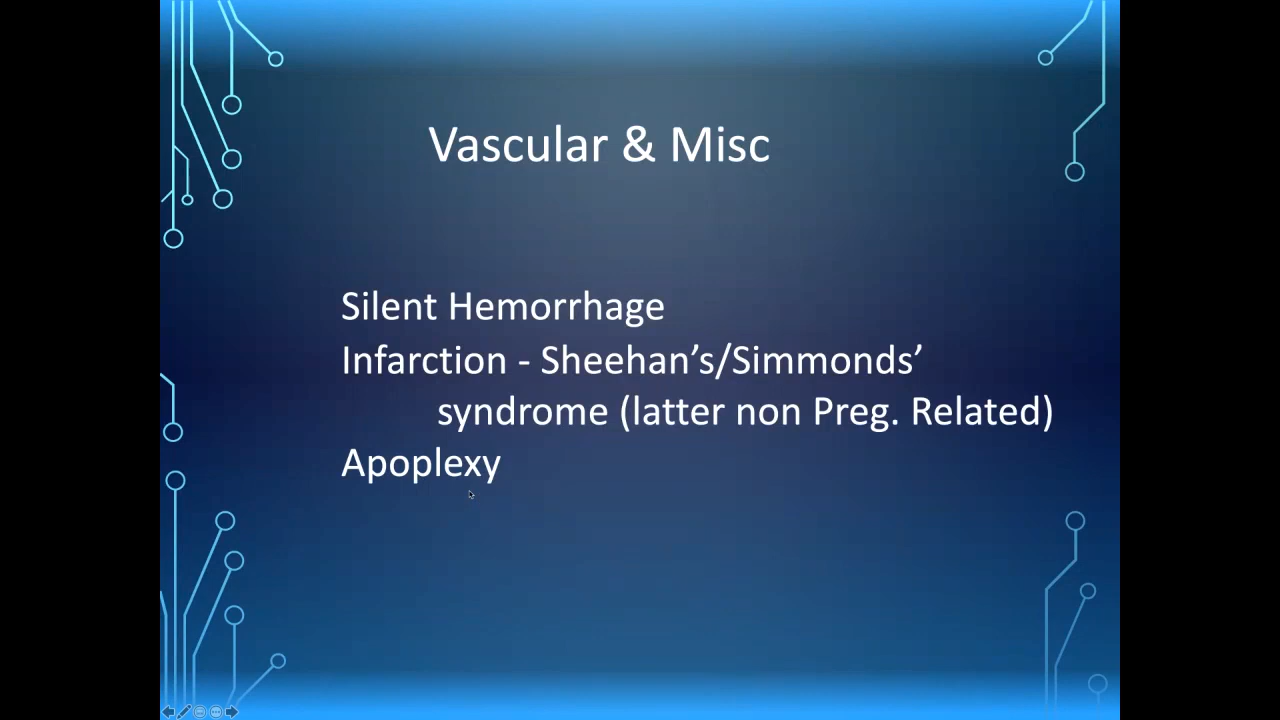 Vascular & Misc
Silent Hemorrhage
Infarction - Sheehan’s/Simmonds’
syndrome (latter non Preg. Related)
Apoplexy